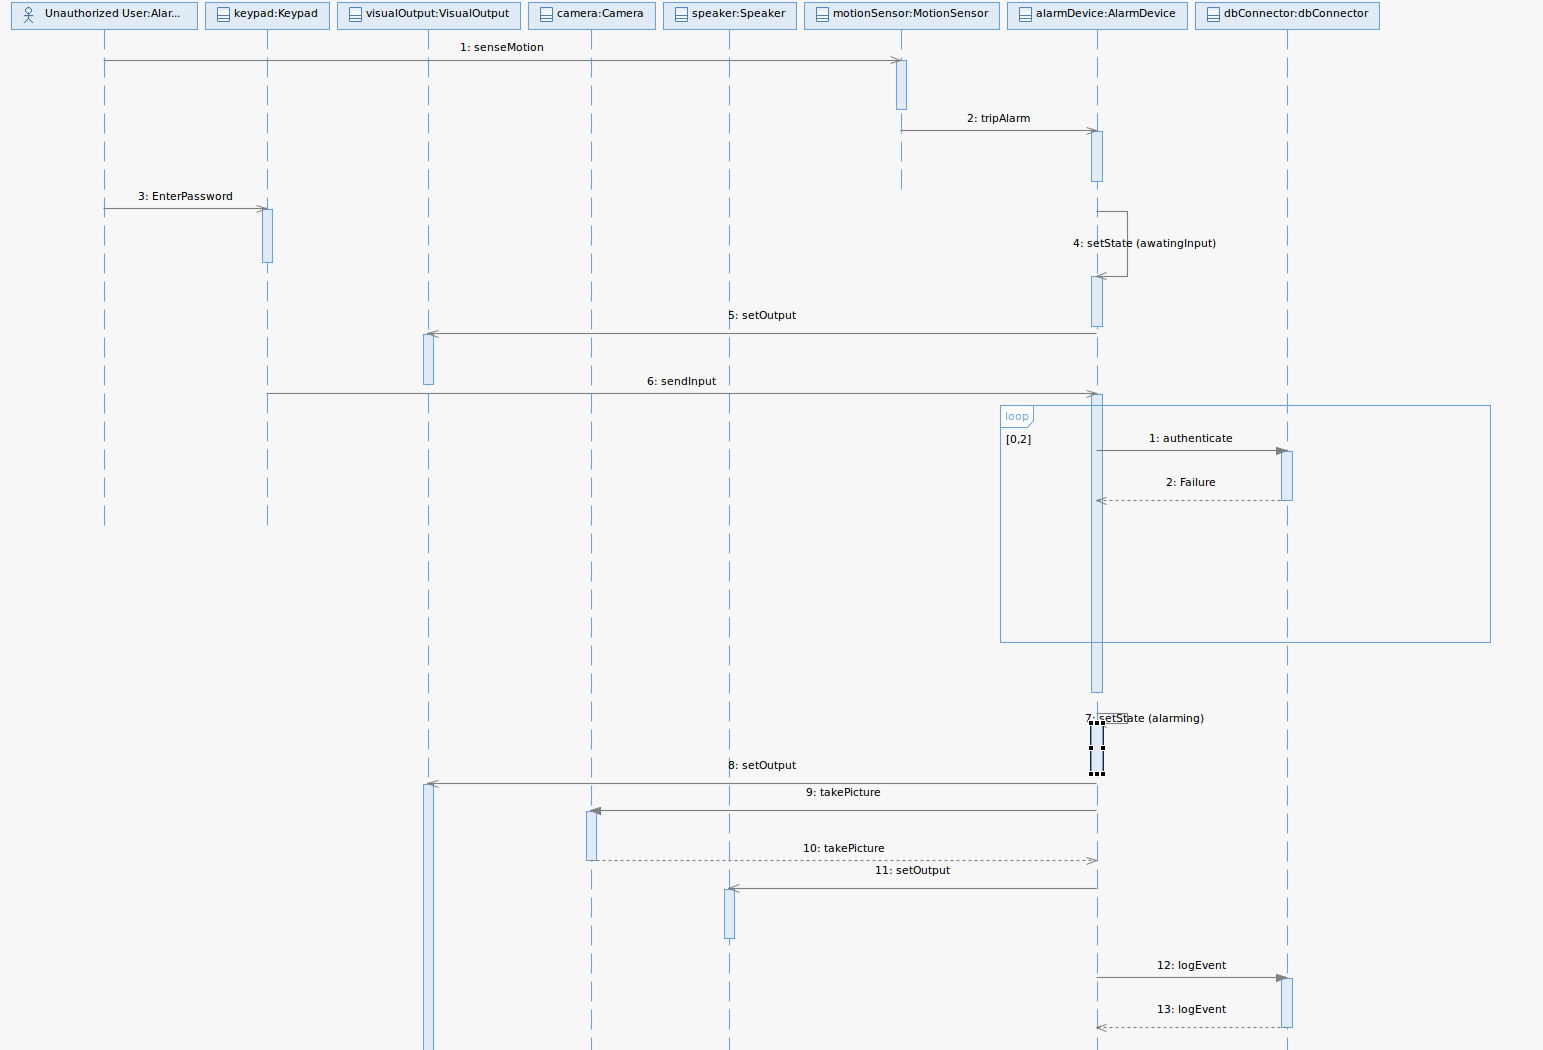 Unauthorized User:Alar...
keypad:Keypad
visualOutput:VisualOutput
camera:Camera
speaker:Speaker
motionSensor:MotionSensor
alarmDevice:AlarmDevice
dbConnector:dbConnector
1: senseMotion
2: tripAlarm
3: EnterPassword
4: setState (awatingInput)
5: setOutput
6: sendInput
loop
[0,2]
1: authenticate
2: Failure
7: setState (alarming)
8: setOutput
9: takePicture
10: takePicture
11: setOutput
12: logEvent
13: logEvent